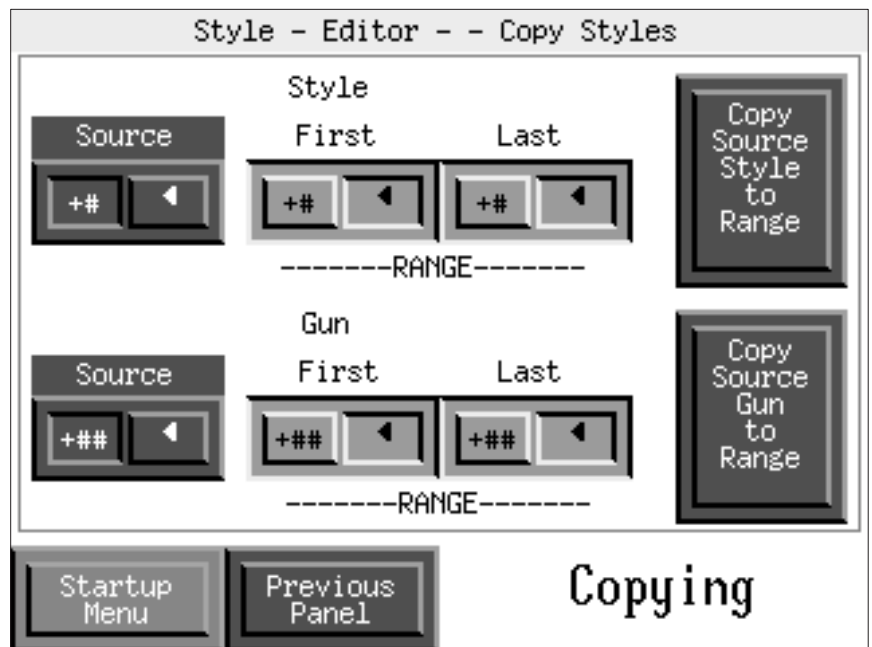 Style - Editor - - Copy Styles
Style
Source First Last
+# +# +#
-------RANGE-------
Copy
Source
Style
to
Range
Gun
Source First Last
+## +## +##
-------RANGE-------
Copy
Source
Gun
to
Range
Startup
Menu
Previous
Panel
Copying